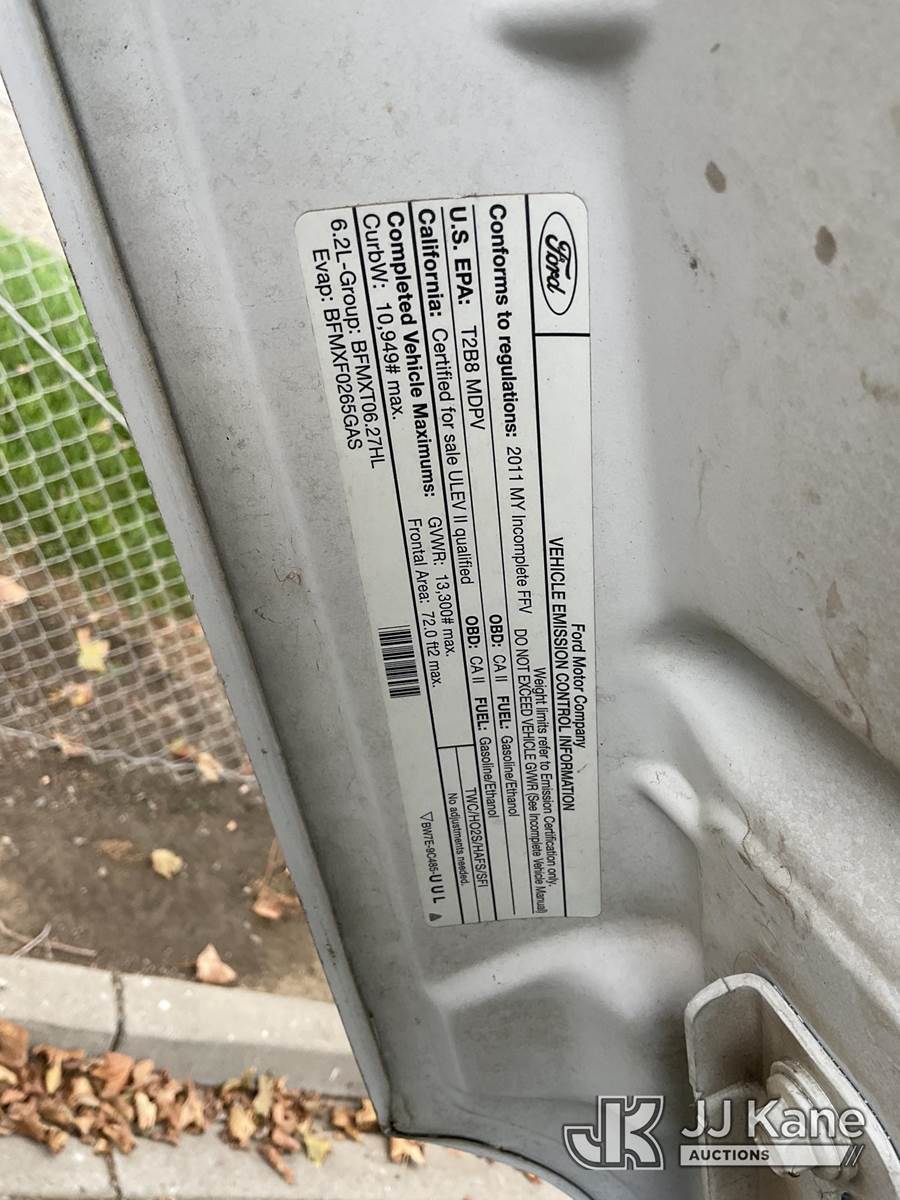 Ford
Ford Motor Company
VEHICLE EMISSION CONTROL INFORMATION
Weight limits refer to Emission Certification only.
Conforms to regulations: 2011 MY Incomplete FFV DO NOT EXCEED VEHICLE GVWR (See Incomplete Vehicle Manual)
U.S. EPA: T2B8 MDPV OBD: CA II FUEL: Gasoline/Ethanol
California: Certified for sale ULEV II qualified OBD: CA II FUEL: Gasoline/Ethanol
Completed Vehicle Maximums: GVWR: 13,300# max.
CurbW: 10,949# max. Frontal Area: 72.0 ft2 max.
TWC/HO2S/HAFS/SFI
No adjustments needed.
6.2L-Group: BFMXT06.27HL
Evap: BFMXF0265GAS
BW7E-9C485-UUL
JK JJ Kane
AUCTIONS